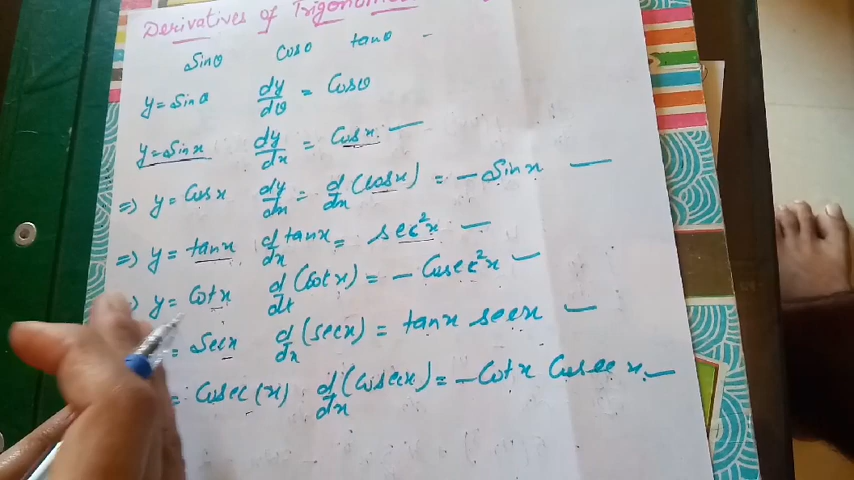 Derivatives of
Sinθ Cosθ tanθ -
y = Sinθ dy/dθ = Cosθ
y = Sinx dy/dx = Cosx —
=> y = Cosx dy/dx = d/dx (cosx) = - Sinx —
=> y = tanx d/dx tanx = sec²x —
y = Cotx d/dt (Cotx) = - Cosec²x —
= Secx d/dx (secx) = tanx secx —
= Cosec(x) d/dx (Cosecx) = - Cotx Cosec x. —